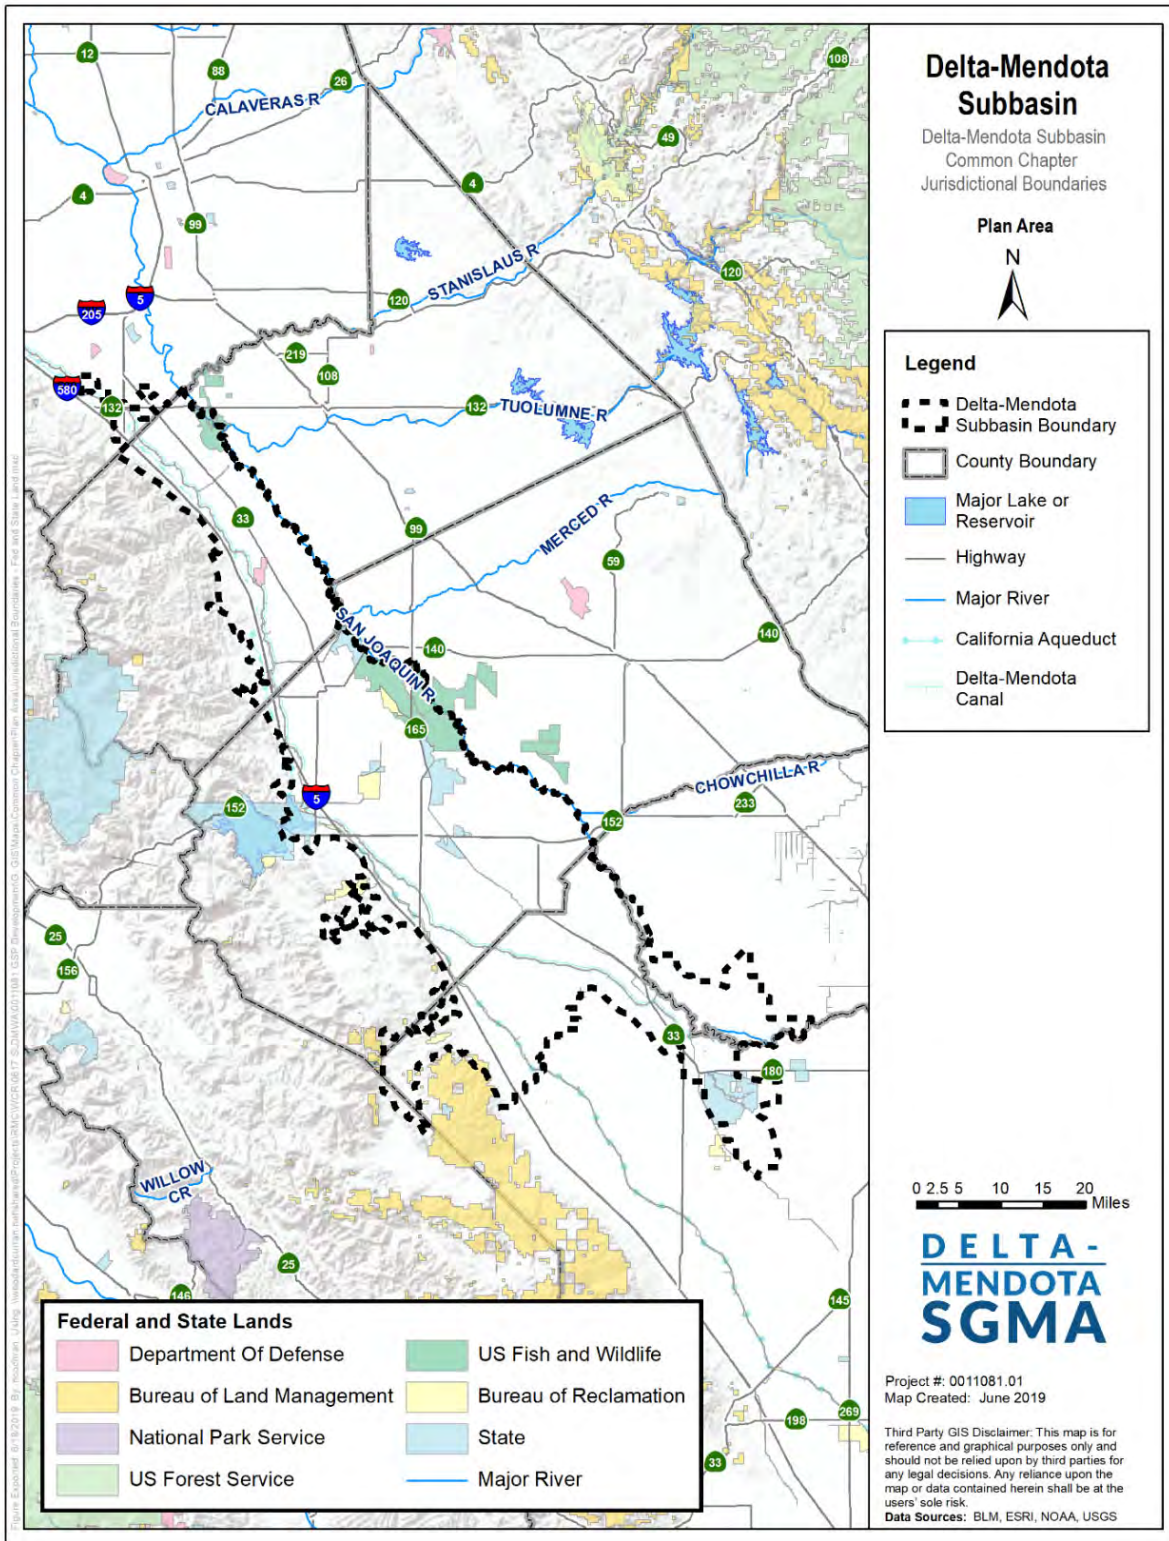 Delta-Mendota
Subbasin
Delta-Mendota Subbasin
Common Chapter
Jurisdictional Boundaries
Plan Area
N
Legend
Delta-Mendota
Subbasin Boundary
County Boundary
Major Lake or
Reservoir
Highway
Major River
California Aqueduct
Delta-Mendota
Canal
0 2.5 5 10 15 20
Miles
DELTA-
MENDOTA
SGMA
Project #: 0011081.01
Map Created: June 2019
Third Party GIS Disclaimer: This map is for
reference and graphical purposes only and
should not be relied upon by third parties for
any legal decisions. Any reliance upon the
map or data contained herein shall be at the
users' sole risk.
Data Sources: BLM, ESRI, NOAA, USGS
12
88
26
108
CALAVERAS R
49
4
4
99
STANISLAUS R
120
120
5
205
219
108
580
132
132
TUOLUMNE R
33
99
MERCED R
59
SAN JOAQUIN R
140
140
165
CHOWCHILLA R
233
152
152
5
25
156
33
180
WILLOW
CR
25
146
145
198
269
33
Federal and State Lands
Department Of Defense
Bureau of Land Management
National Park Service
US Forest Service
US Fish and Wildlife
Bureau of Reclamation
State
Major River